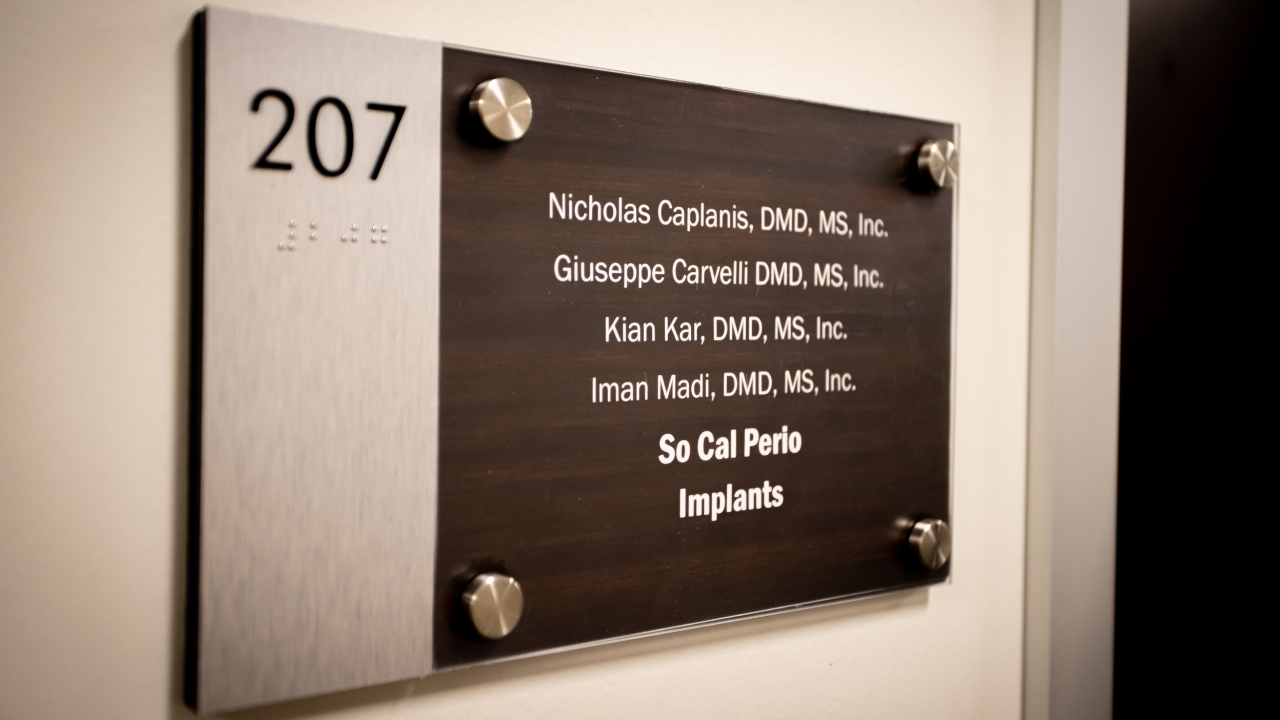 207
Nicholas Caplanis, DMD, MS, Inc.
Giuseppe Carvelli DMD, MS, Inc.
Kian Kar, DMD, MS, Inc.
Iman Madi, DMD, MS, Inc.
So Cal Perio
Implants